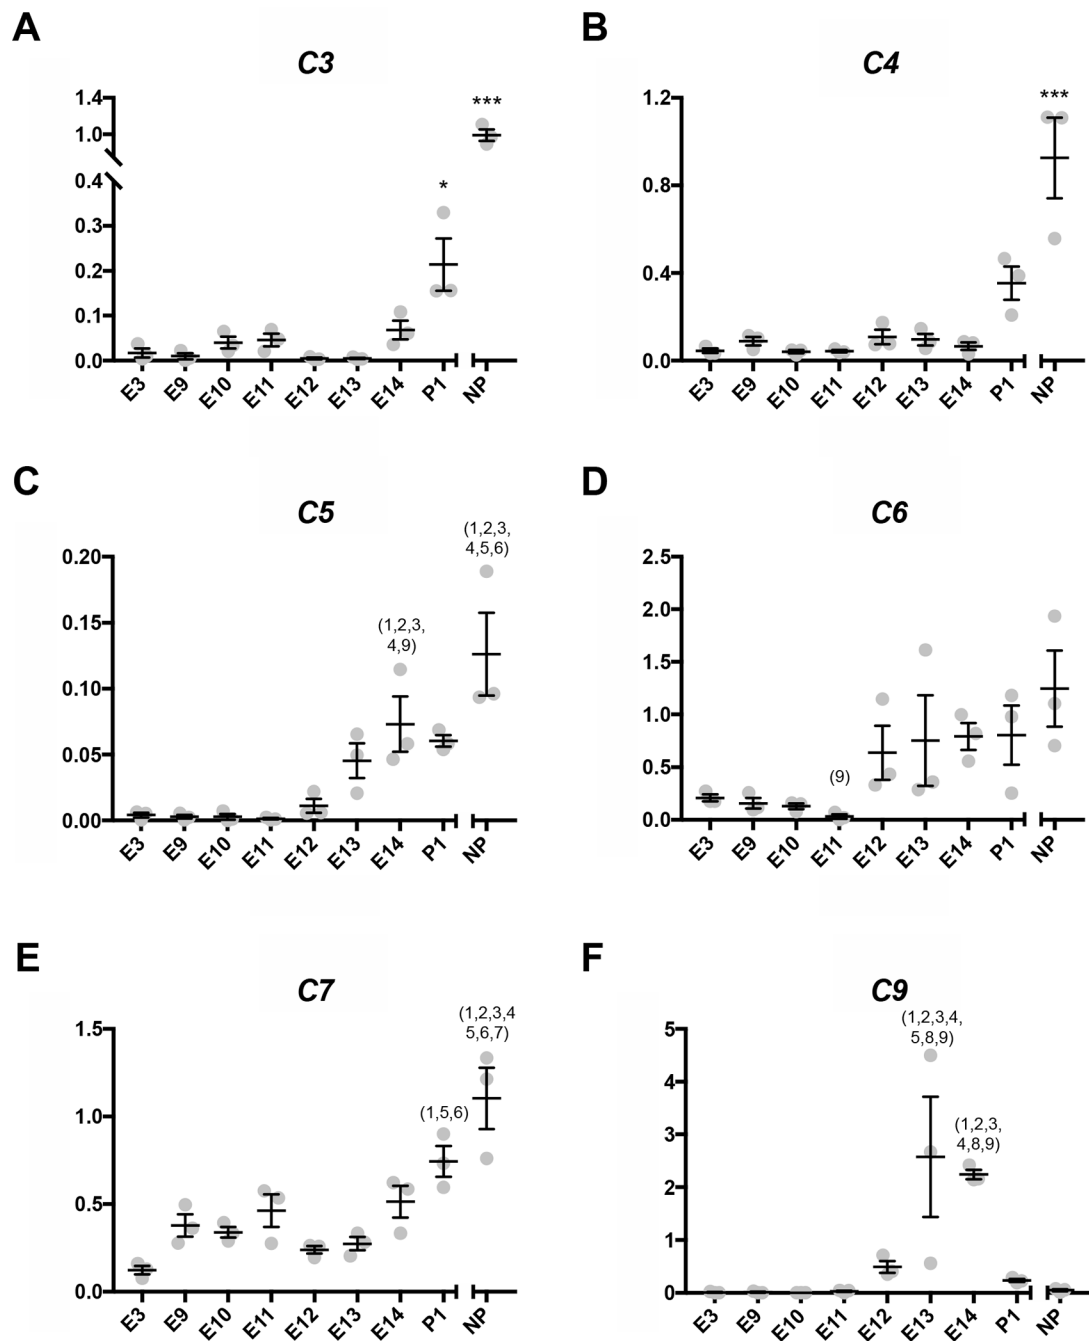 A
C3
***
*
1.4
1.0
0.4
0.3
0.2
0.1
0.0
E3 E9 E10 E11 E12 E13 E14 P1 NP
B
C4
***
1.2
0.8
0.4
0.0
E3 E9 E10 E11 E12 E13 E14 P1 NP
C
C5
(1,2,3,
4,5,6)
(1,2,3,
4,9)
0.20
0.15
0.10
0.05
0.00
E3 E9 E10 E11 E12 E13 E14 P1 NP
D
C6
(9)
2.5
2.0
1.5
1.0
0.5
0.0
E3 E9 E10 E11 E12 E13 E14 P1 NP
E
C7
(1,2,3,4
5,6,7)
(1,5,6)
1.5
1.0
0.5
0.0
E3 E9 E10 E11 E12 E13 E14 P1 NP
F
C9
(1,2,3,4,
5,8,9)
(1,2,3,
4,8,9)
5
4
3
2
1
0
E3 E9 E10 E11 E12 E13 E14 P1 NP